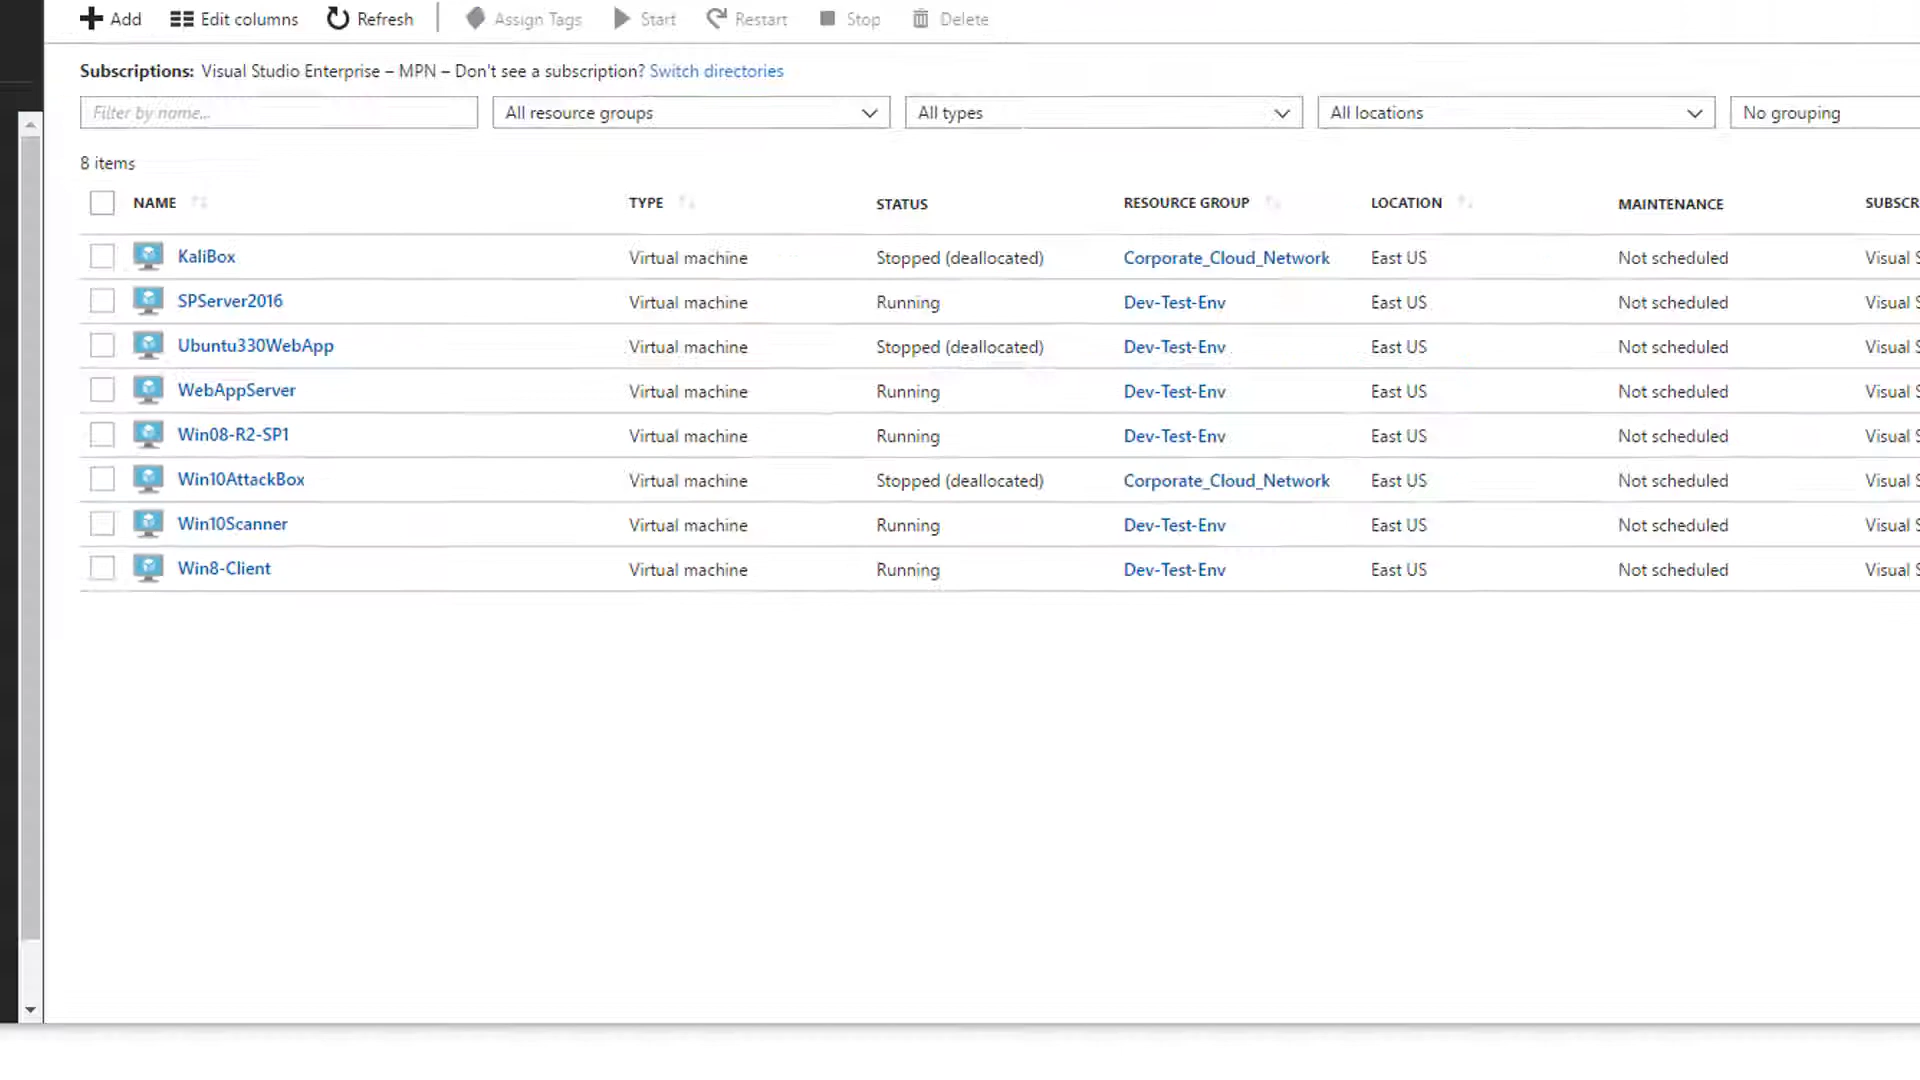 Add Edit columns Refresh Assign Tags Start Restart Stop Delete
Subscriptions: Visual Studio Enterprise – MPN – Don't see a subscription? Switch directories
Filter by name... All resource groups All types All locations No grouping
8 items
NAME TYPE STATUS RESOURCE GROUP LOCATION MAINTENANCE SUBSCR
KaliBox Virtual machine Stopped (deallocated) Corporate_Cloud_Network East US Not scheduled Visual S
SPServer2016 Virtual machine Running Dev-Test-Env East US Not scheduled Visual S
Ubuntu330WebApp Virtual machine Stopped (deallocated) Dev-Test-Env East US Not scheduled Visual S
WebAppServer Virtual machine Running Dev-Test-Env East US Not scheduled Visual S
Win08-R2-SP1 Virtual machine Running Dev-Test-Env East US Not scheduled Visual S
Win10AttackBox Virtual machine Stopped (deallocated) Corporate_Cloud_Network East US Not scheduled Visual S
Win10Scanner Virtual machine Running Dev-Test-Env East US Not scheduled Visual S
Win8-Client Virtual machine Running Dev-Test-Env East US Not scheduled Visual S